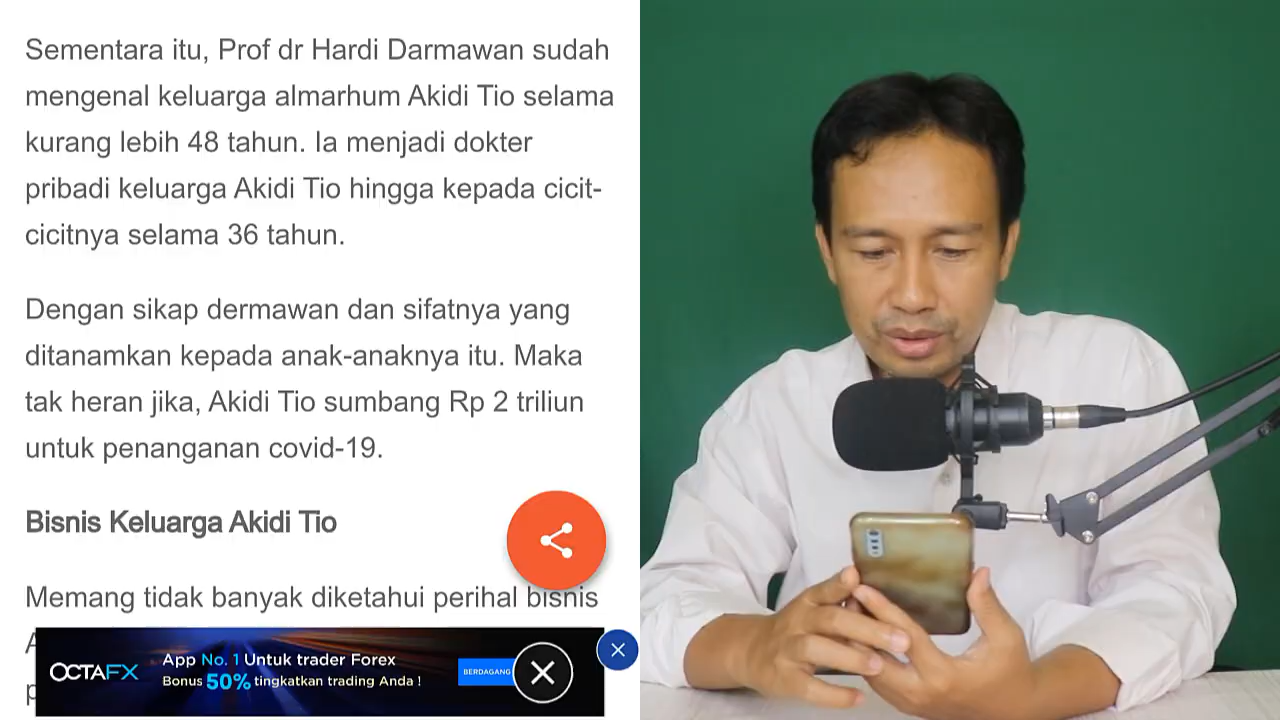 Sementara itu, Prof dr Hardi Darmawan sudah
mengenal keluarga almarhum Akidi Tio selama
kurang lebih 48 tahun. Ia menjadi dokter
pribadi keluarga Akidi Tio hingga kepada cicit-
cicitnya selama 36 tahun.
Dengan sikap dermawan dan sifatnya yang
ditanamkan kepada anak-anaknya itu. Maka
tak heran jika, Akidi Tio sumbang Rp 2 triliun
untuk penanganan covid-19.
Bisnis Keluarga Akidi Tio
Memang tidak banyak diketahui perihal bisnis
OCTAFX
App No. 1 Untuk trader Forex
Bonus 50% tingkatkan trading Anda !
BERDAGANG